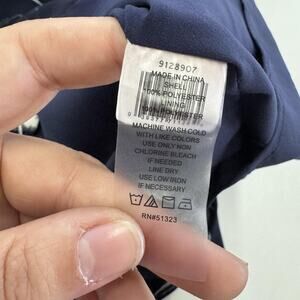 9128907
MADE IN CHINA
SHELL
100% POLYESTER
LINING
100% POLYESTER
MACHINE WASH COLD
WITH LIKE COLORS
USE ONLY NON
CHLORINE BLEACH
IF NEEDED
LINE DRY
USE LOW IRON
IF NECESSARY
RN#51323